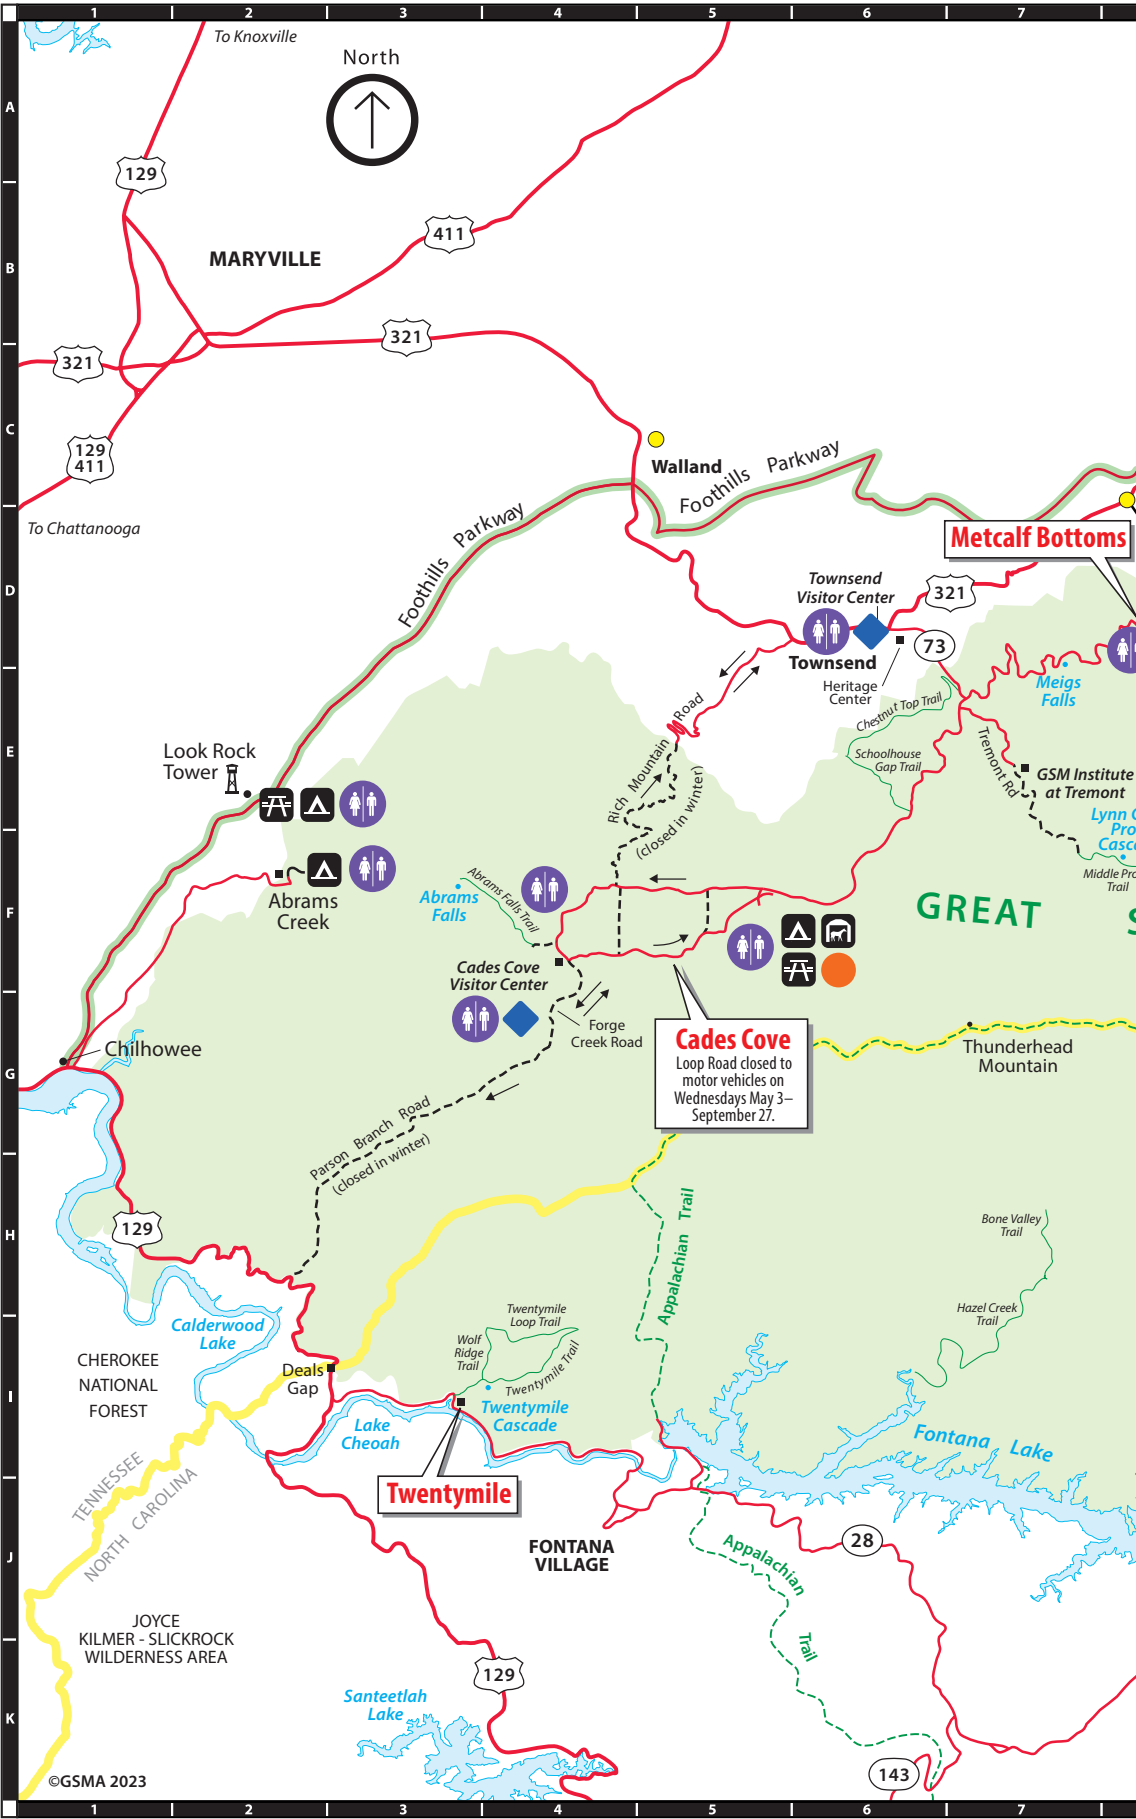 1 2 3 4 5 6 7
To Knoxville
North
A
129
411
MARYVILLE
B
321
321
C
129
411
Walland
Foothills Parkway
To Chattanooga
Foothills Parkway
Metcalf Bottoms
D
Townsend
Visitor Center
321
73
Townsend
Heritage
Center
Meigs
Falls
Road
Chestnut Top Trail
Look Rock
Tower
E
Rich Mountain
(closed in winter)
Schoolhouse
Gap Trail
Tremont Rd
GSM Institute
at Tremont
Abrams
Creek
Abrams Falls Trail
Abrams
Falls
F
Middle
Trail
GREAT
Cades Cove
Visitor Center
Forge
Creek Road
Cades Cove
Loop Road closed to
motor vehicles on
Wednesdays May 3–
September 27.
Chilhowee
G
Thunderhead
Mountain
Parson Branch Road
(closed in winter)
H
129
Appalachian Trail
Bone Valley
Trail
Calderwood
Lake
Twentymile
Loop Trail
Wolf
Ridge
Trail
Twentymile Trail
Hazel Creek
Trail
CHEROKEE
NATIONAL
FOREST
Deals
Gap
I
Twentymile
Cascade
Lake
Cheoah
Fontana Lake
TENNESSEE
NORTH CAROLINA
Twentymile
FONTANA
VILLAGE
28
J
Appalachian
Trail
JOYCE
KILMER - SLICKROCK
WILDERNESS AREA
129
Santeetlah
Lake
K
143
©GSMA 2023
1 2 3 4 5 6 7